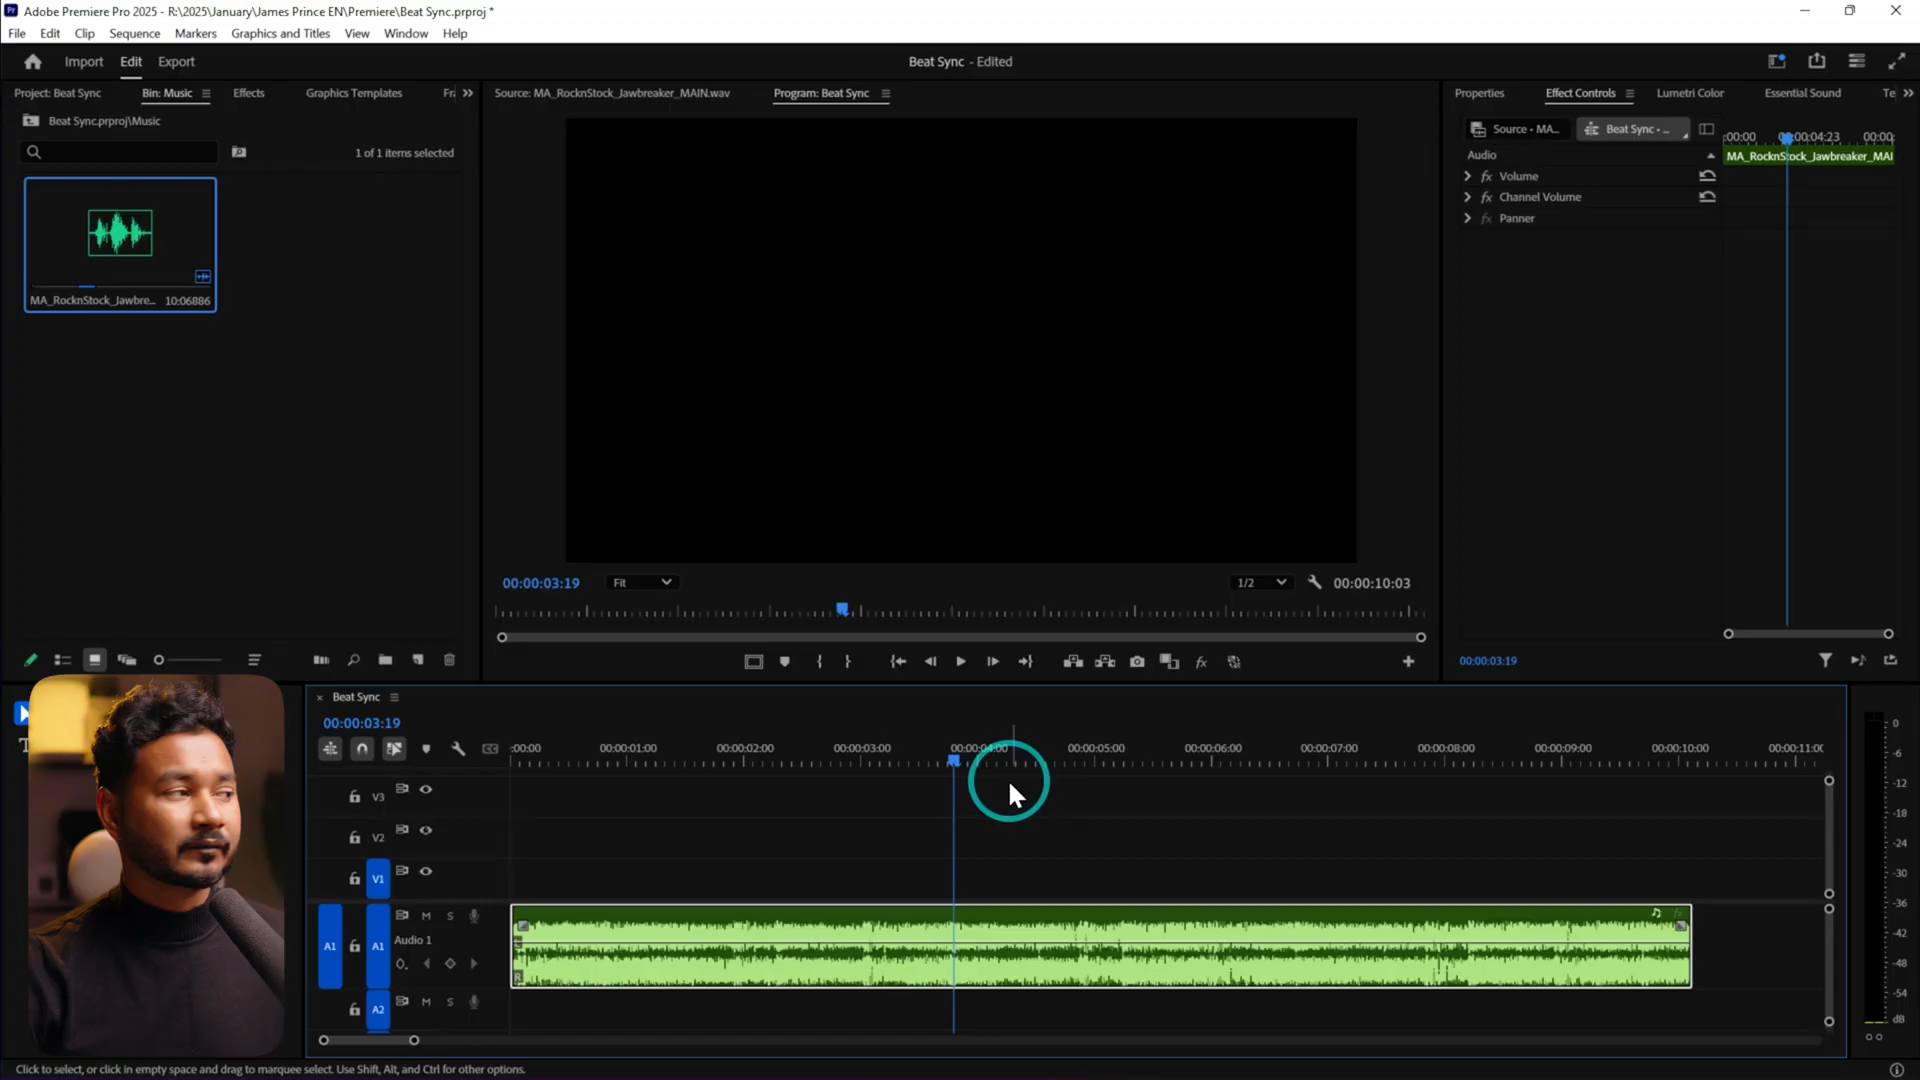 Adobe Premiere Pro 2025 - R:\2025\January\James Prince EN\Premiere\Beat Sync.prproj *
File Edit Clip Sequence Markers Graphics and Titles View Window Help
Import Edit Export
Beat Sync - Edited
Project: Beat Sync Bin: Music Effects Graphics Templates Fr
Source: MA_RocknStock_Jawbreaker_MAIN.wav Program: Beat Sync
Properties Effect Controls Lumetri Color Essential Sound Te
Beat Sync.prproj\Music
1 of 1 items selected
MA_RocknStock_Jawbre... 10:06886
Source • MA... Beat Sync • ...
:00:00 00:00:04:23 00:00:
Audio
MA_RocknStock_Jawbreaker_MAI
fx Volume
fx Channel Volume
fx Panner
00:00:03:19 Fit 1/2 00:00:10:03
fx
00:00:03:19
Beat Sync
00:00:03:19
:00:00 00:00:01:00 00:00:02:00 00:00:03:00 00:00:04:00 00:00:05:00 00:00:06:00 00:00:07:00 00:00:08:00 00:00:09:00 00:00:10:00 00:00:11:0
V3
V2
V1
A1 A1 M S
Audio 1
R
A2 M S
0
-6
-12
-18
-24
-30
-36
-42
-48
-54
dB
Click to select, or click in empty space and drag to marquee select. Use Shift, Alt, and Ctrl for other options.